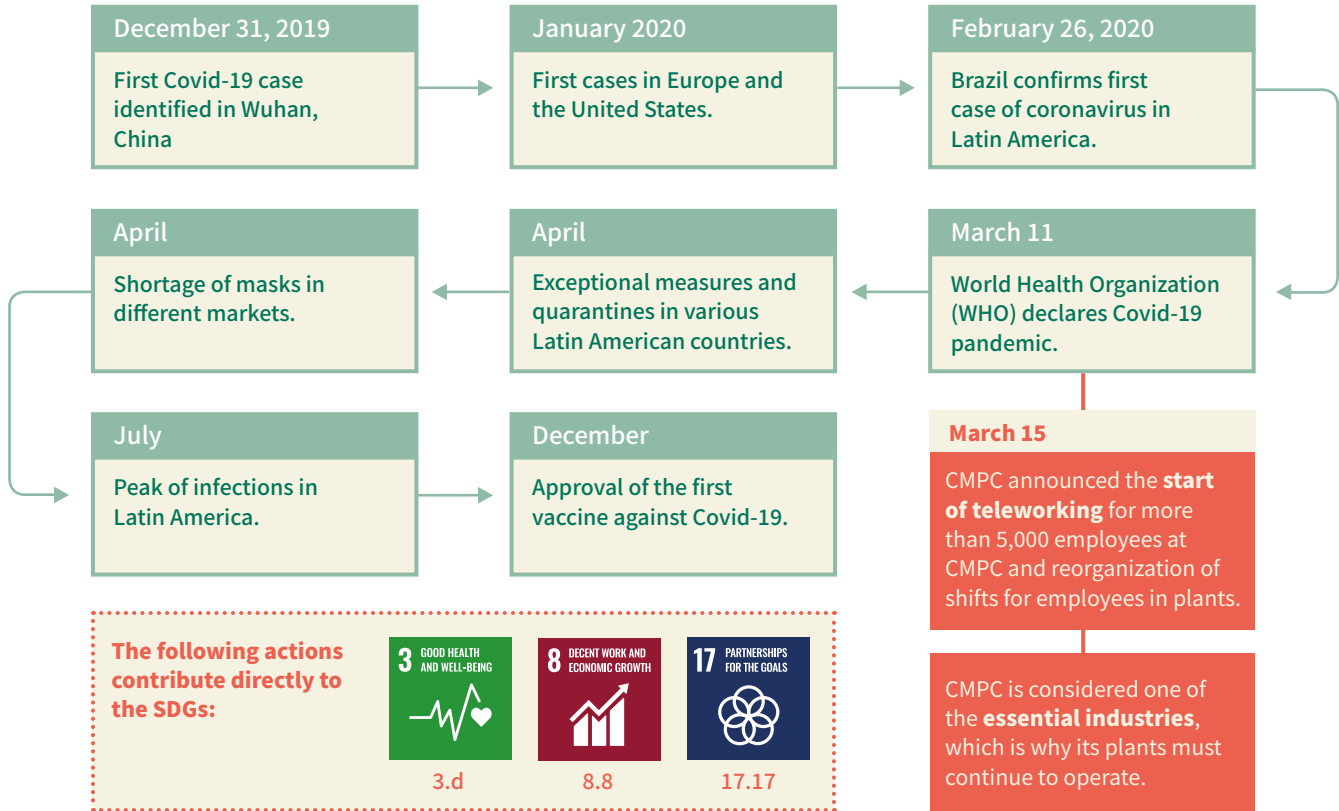 December 31, 2019
First Covid-19 case
identified in Wuhan,
China
January 2020
First cases in Europe and
the United States.
February 26, 2020
Brazil confirms first
case of coronavirus in
Latin America.
March 11
World Health Organization
(WHO) declares Covid-19
pandemic.
April
Exceptional measures and
quarantines in various
Latin American countries.
April
Shortage of masks in
different markets.
July
Peak of infections in
Latin America.
December
Approval of the first
vaccine against Covid-19.
March 15
CMPC announced the start
of teleworking for more
than 5,000 employees at
CMPC and reorganization of
shifts for employees in plants.
CMPC is considered one of
the essential industries,
which is why its plants must
continue to operate.
The following actions
contribute directly to
the SDGs:
3 GOOD HEALTH
AND WELL-BEING
3.d
8 DECENT WORK AND
ECONOMIC GROWTH
8.8
17 PARTNERSHIPS
FOR THE GOALS
17.17